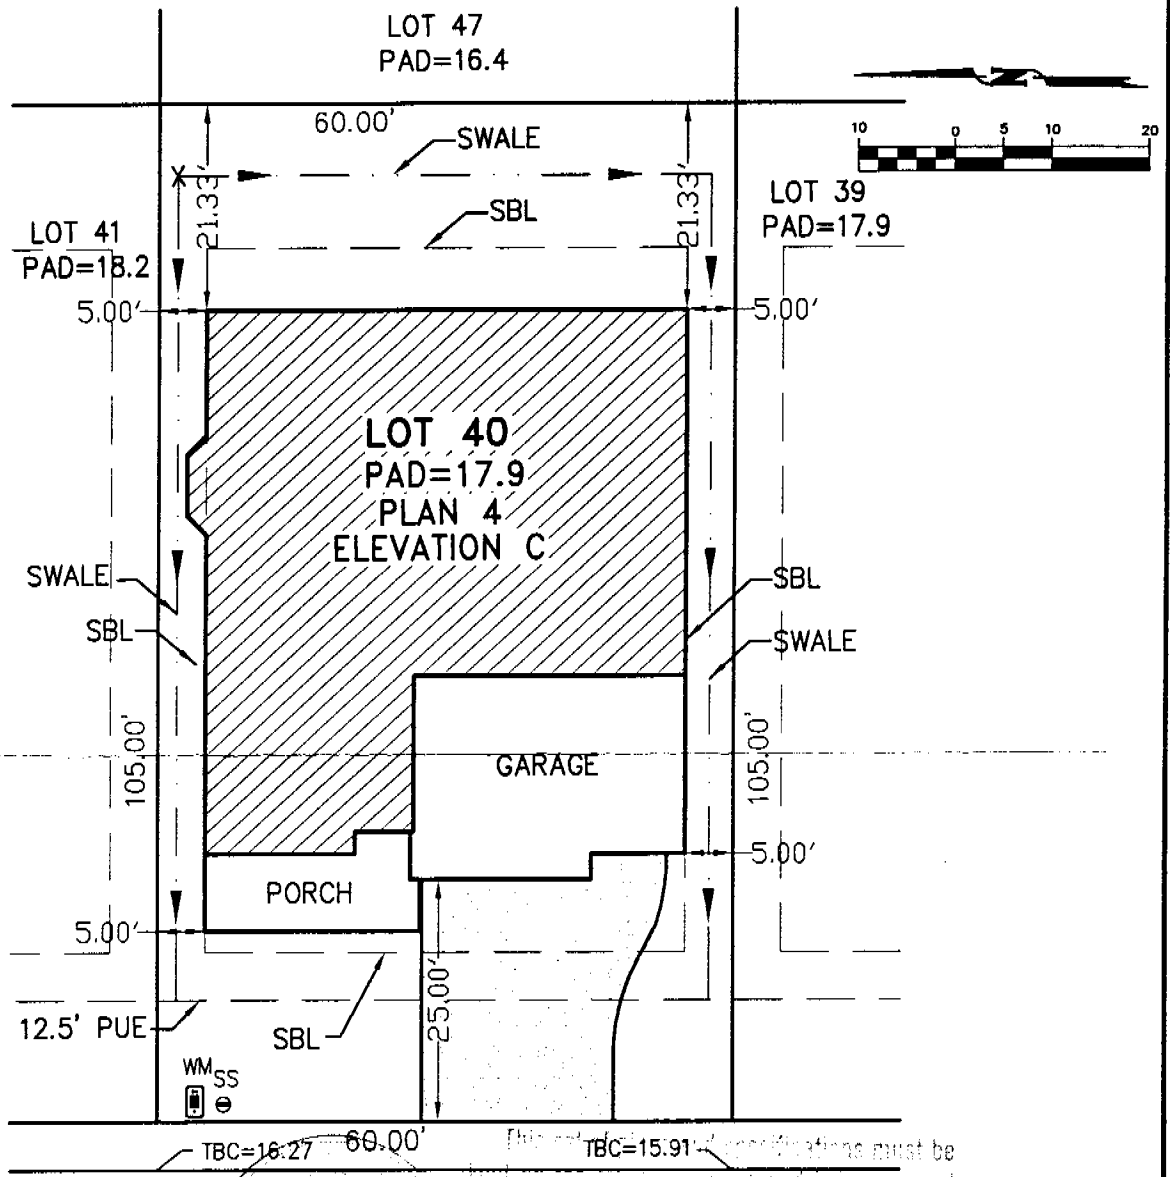 LOT 47
PAD=16.4
N
60.00'
SWALE
10 0 5 10 20
21.33'
21.33'
SBL
LOT 39
PAD=17.9
LOT 41
PAD=18.2
5.00'
5.00'
LOT 40
PAD=17.9
PLAN 4
ELEVATION C
SWALE
SBL
SBL
SWALE
105.00'
105.00'
GARAGE
5.00'
PORCH
5.00'
25.00'
12.5' PUE
SBL
WM
SS
TBC=16.27
60.00'
TBC=15.91
This specifications must be